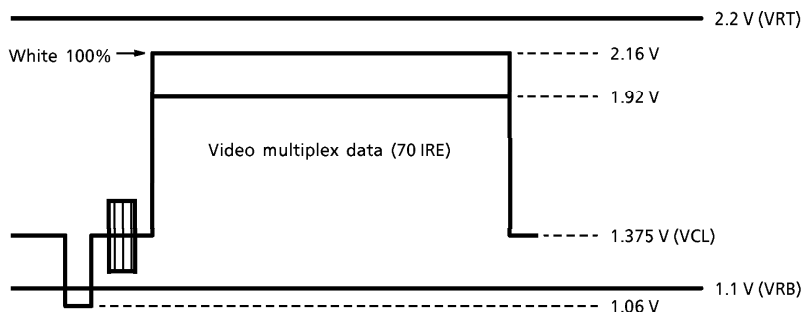 2.2 V (VRT)
White 100%
2.16 V
1.92 V
Video multiplex data (70 IRE)
1.375 V (VCL)
1.1 V (VRB)
1.06 V